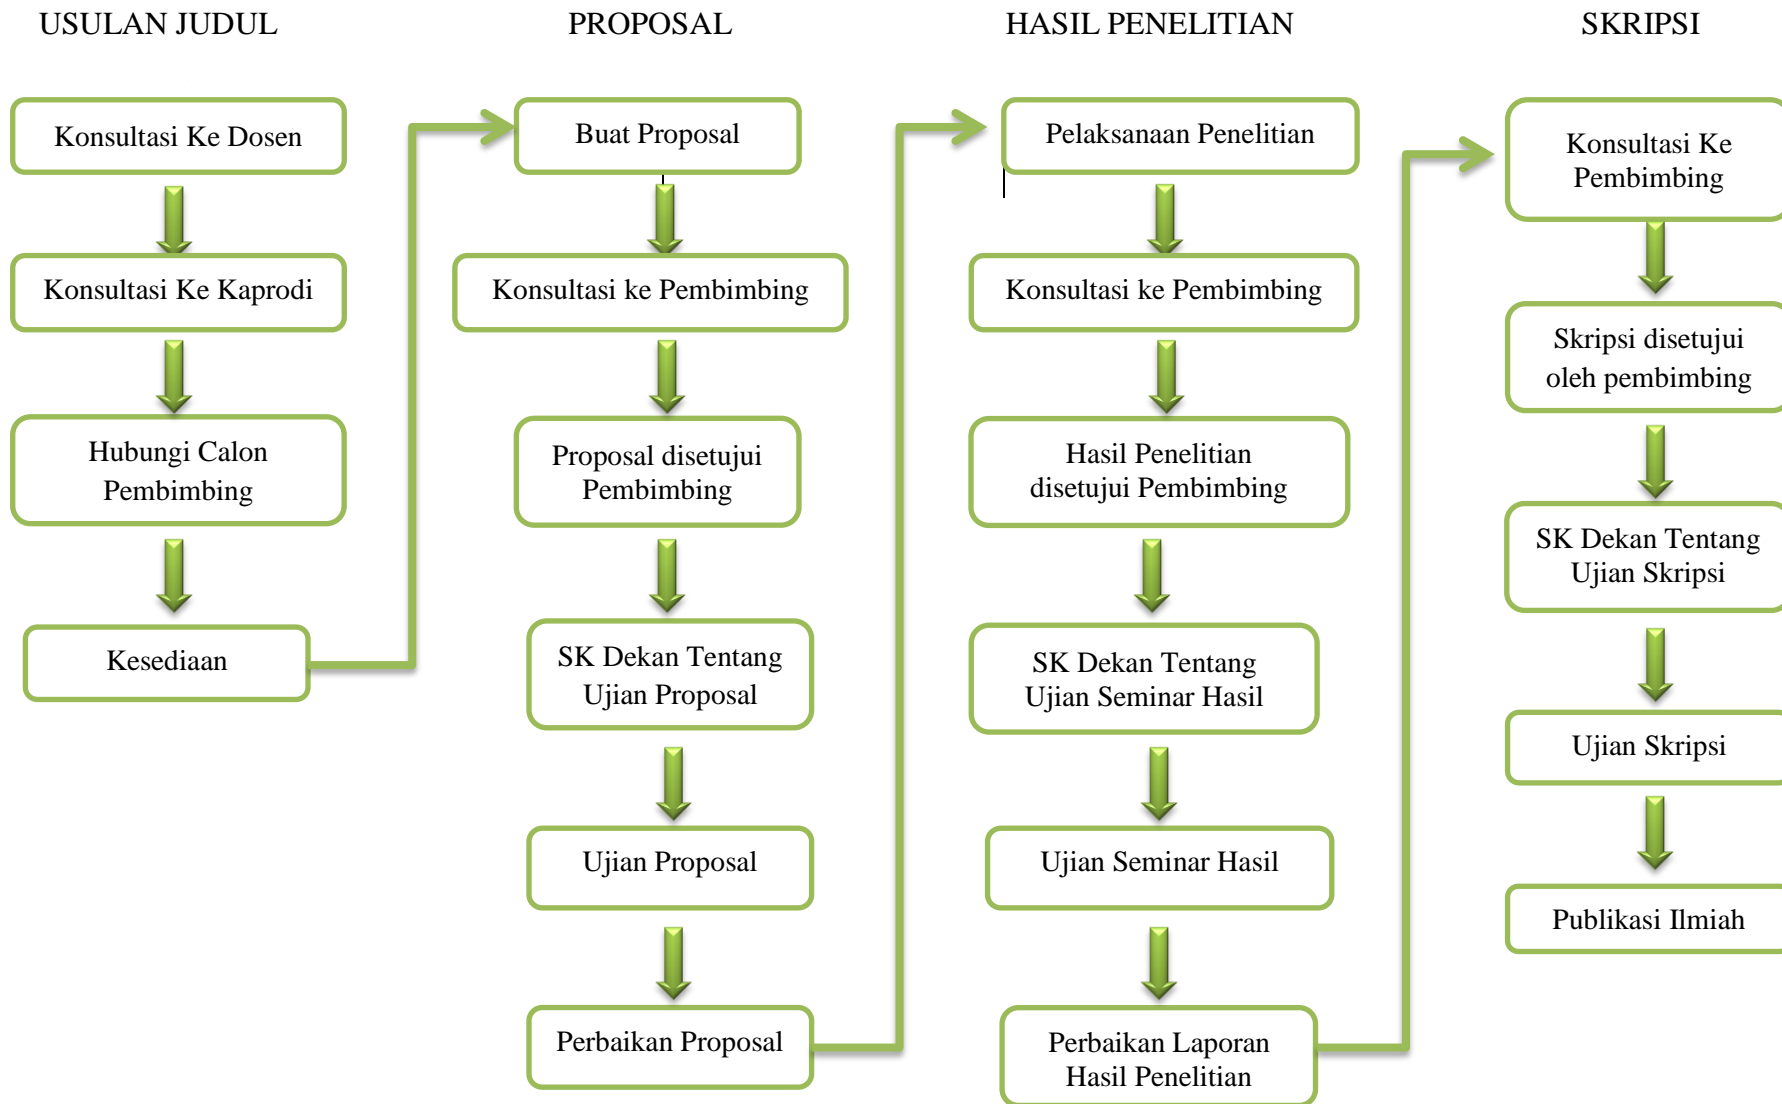 USULAN JUDUL
Konsultasi Ke Dosen
Konsultasi Ke Kaprodi
Hubungi Calon
Pembimbing
Kesediaan
PROPOSAL
Buat Proposal
Konsultasi ke Pembimbing
Proposal disetujui
Pembimbing
SK Dekan Tentang
Ujian Proposal
Ujian Proposal
Perbaikan Proposal
HASIL PENELITIAN
Pelaksanaan Penelitian
Konsultasi ke Pembimbing
Hasil Penelitian
disetujui Pembimbing
SK Dekan Tentang
Ujian Seminar Hasil
Ujian Seminar Hasil
Perbaikan Laporan
Hasil Penelitian
SKRIPSI
Konsultasi Ke
Pembimbing
Skripsi disetujui
oleh pembimbing
SK Dekan Tentang
Ujian Skripsi
Ujian Skripsi
Publikasi Ilmiah